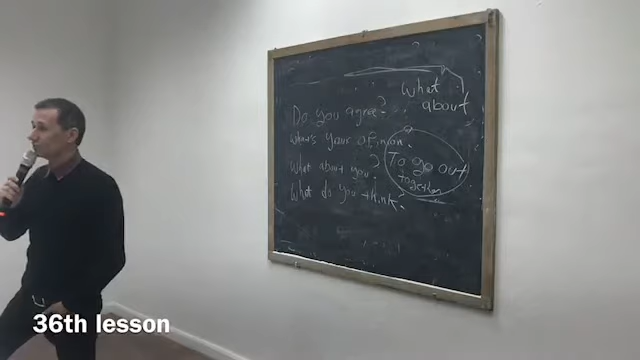 what
about
Do you agree?
What's your opinion.
What about you?
What do you think?
To go out
together
36th lesson